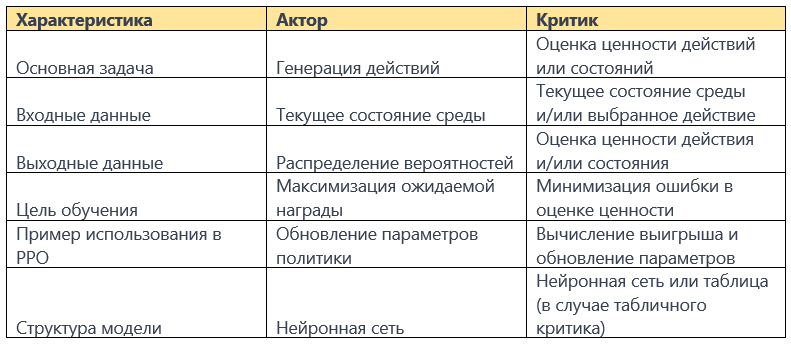 Характеристика Актор Критик
Основная задача Генерация действий Оценка ценности действий
или состояний
Входные данные Текущее состояние среды Текущее состояние среды
и/или выбранное действие
Выходные данные Распределение вероятностей Оценка ценности действия
и/или состояния
Цель обучения Максимизация ожидаемой
награды Минимизация ошибки в
оценке ценности
Пример использования в
PPO Обновление параметров
политики Вычисление выигрыша и
обновление параметров
Структура модели Нейронная сеть Нейронная сеть или таблица
(в случае табличного
критика)